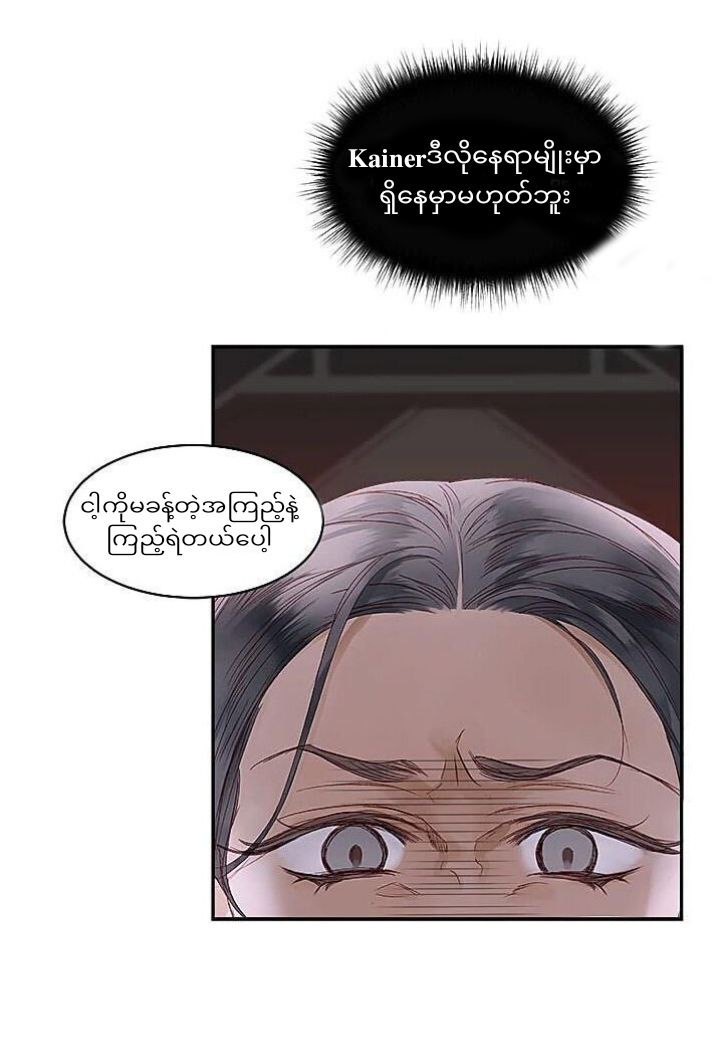 Kainerဒီလိုနေရာမျိုးမှာ
ရှိနေမှာမဟုတ်ဘူး
ငါ့ကိုမခန့်တဲ့အကြည့်နဲ့
ကြည့်ရဲတယ်ပေါ့